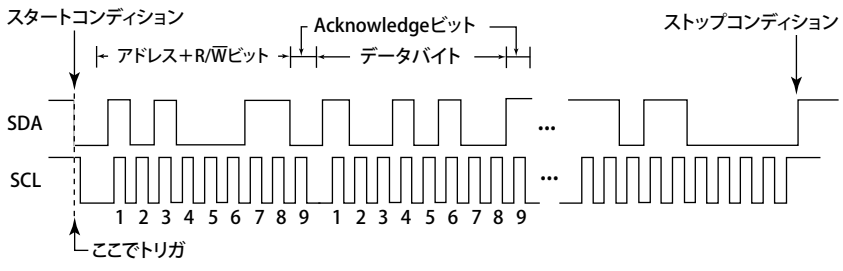 スタートコンディション
Acknowledgeビット
ストップコンディション
アドレス+R/W̅ビット
データバイト
SDA
...
SCL
...
1 2 3 4 5 6 7 8 9 1 2 3 4 5 6 7 8 9
ここでトリガ